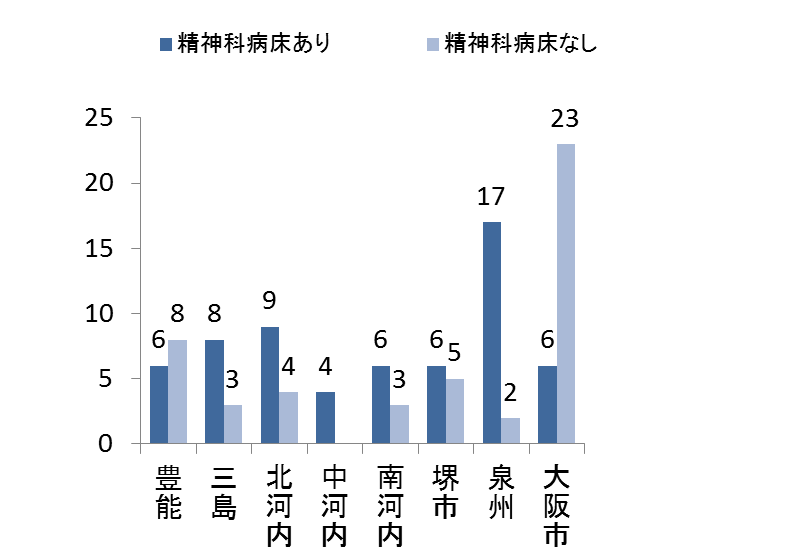 精神科病床あり
精神科病床なし
25
20
15
10
5
0
6
8
8
3
9
4
4
6
3
6
5
17
2
6
23
豊能
三島
北河内
中河内
南河内
堺市
泉州
大阪市